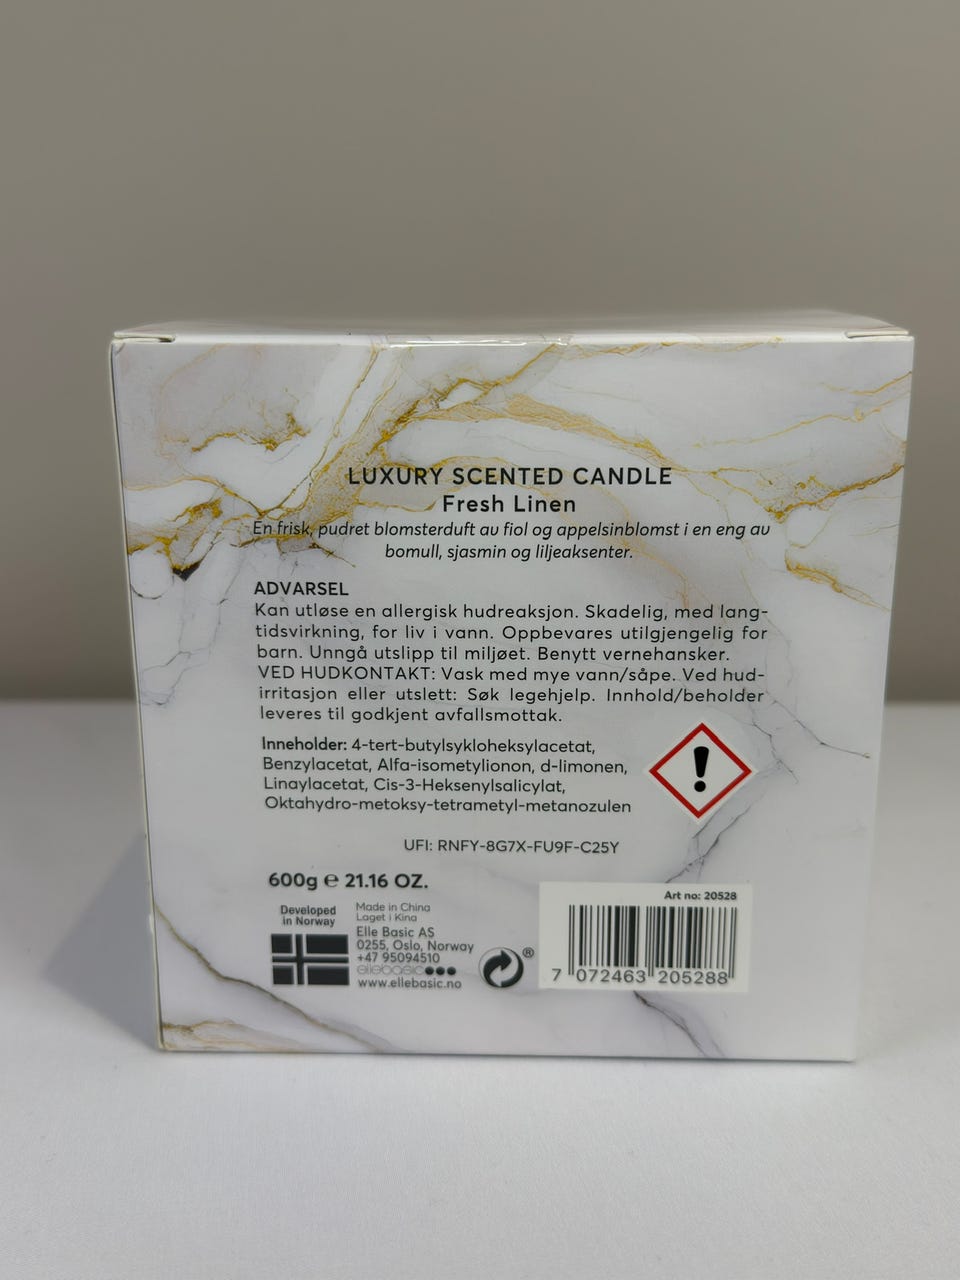 LUXURY SCENTED CANDLE
Fresh Linen
En frisk, pudret blomsterduft av fiol og appelsinblomst i en eng av
bomull, sjasmin og liljeaksenter.
ADVARSEL
Kan utløse en allergisk hudreaksjon. Skadelig, med lang-
tidsvirkning, for liv i vann. Oppbevares utilgjengelig for
barn. Unngå utslipp til miljøet. Benytt vernehansker.
VED HUDKONTAKT: Vask med mye vann/såpe. Ved hud-
irritasjon eller utslett: Søk legehjelp. Innhold/beholder
leveres til godkjent avfallsmottak.
Inneholder: 4-tert-butylsykloheksylacetat,
Benzylacetat, Alfa-isometylionon, d-limonen,
Linaylacetat, Cis-3-Heksenylsalicylat,
Oktahydro-metoksy-tetrametyl-metanozulen
UFI: RNFY-8G7X-FU9F-C25Y
600g ℮ 21.16 OZ.
Developed
in Norway
Made in China
Laget i Kina
Elle Basic AS
0255, Oslo, Norway
+47 95094510
ellebasic
www.ellebasic.no
®
Art no: 20528
7 072463 205288